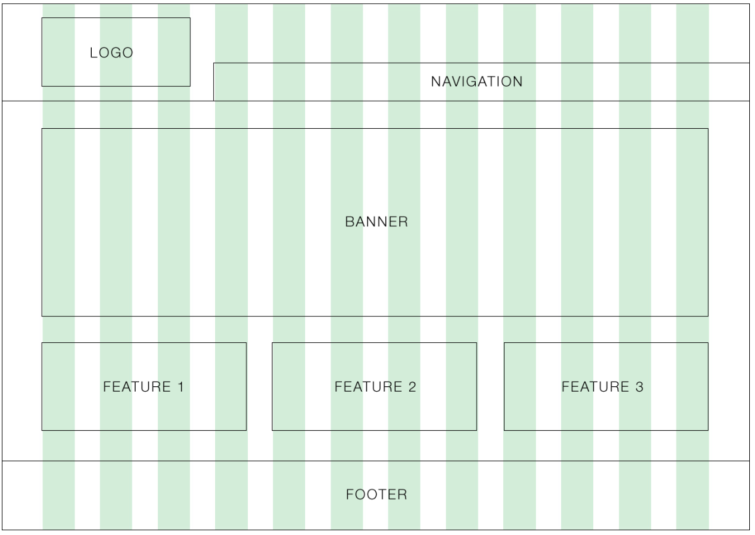 LOGO
NAVIGATION
BANNER
FEATURE 1
FEATURE 2
FEATURE 3
FOOTER